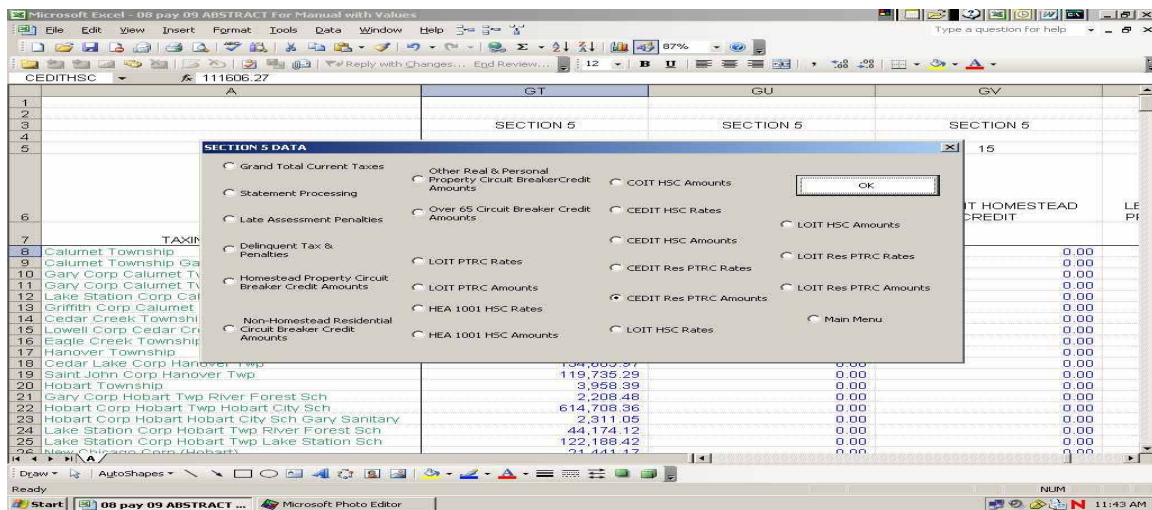 Microsoft Excel - 08 pay 09 ABSTRACT For Manual with Values
File Edit View Insert Format Tools Data Window Help
Type a question for help
87%
Reply with Changes... End Review...
12
B U
CEDITHSC
fx 111606.27
A GT GU GV
1
2
3 SECTION 5 SECTION 5 SECTION 5
4
5 15
SECTION 5 DATA
Grand Total Current Taxes
Statement Processing
Late Assessment Penalties
Delinquent Tax &
Penalties
Homestead Property Circuit
Breaker Credit Amounts
Non-Homestead Residential
Circuit Breaker Credit
Amounts
Other Real & Personal
Property Circuit BreakerCredit
Amounts
Over 65 Circuit Breaker Credit
Amounts
LOIT PTRC Rates
LOIT PTRC Amounts
HEA 1001 HSC Rates
HEA 1001 HSC Amounts
COIT HSC Amounts
CEDIT HSC Rates
CEDIT HSC Amounts
CEDIT Res PTRC Rates
CEDIT Res PTRC Amounts
LOIT HSC Rates
OK
LOIT HSC Amounts
LOIT Res PTRC Rates
LOIT Res PTRC Amounts
Main Menu
6 IT HOMESTEAD
CREDIT
7 TAXIN
8 Calumet Township 0.00
9 Calumet Township Ga 0.00
10 Gary Corp Calumet Tv 0.00
11 Gary Corp Calumet Tv 0.00
12 Lake Station Corp Cal 0.00
13 Griffith Corp Calumet 0.00
14 Cedar Creek Townshi 0.00
15 Lowell Corp Cedar Cr 0.00
16 Eagle Creek Township 0.00
17 Hanover Township 0.00
18 Cedar Lake Corp Hanover Twp 0.00 0.00
19 Saint John Corp Hanover Twp 119,735.29 0.00 0.00
20 Hobart Township 3,958.39 0.00 0.00
21 Gary Corp Hobart Twp River Forest Sch 2,208.48 0.00 0.00
22 Hobart Corp Hobart Twp Hobart City Sch 614,708.36 0.00 0.00
23 Hobart Corp Hobart Hobart City Sch Gary Sanitary 2,311.05 0.00 0.00
24 Lake Station Corp Hobart Twp River Forest Sch 44,174.12 0.00 0.00
25 Lake Station Corp Hobart Twp Lake Station Sch 122,188.42 0.00 0.00
26 New Chicago Corp (Hobart) 21,441.17 0.00 0.00
A
Draw AutoShapes
Ready NUM
Start 08 pay 09 ABSTRACT ... Microsoft Photo Editor 11:43 AM